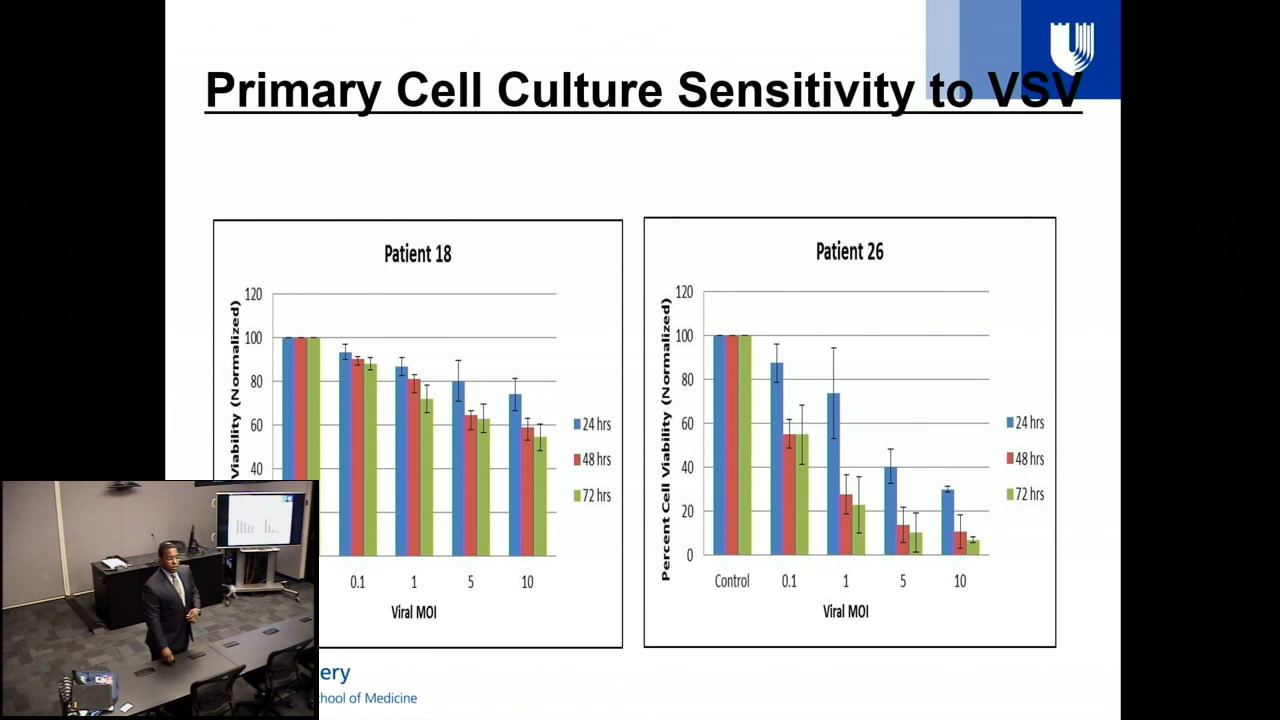 Primary Cell Culture Sensitivity to VSV
Patient 18
120
100
80
60
40
Viability (Normalized)
0.1
1
5
10
Viral MOI
24 hrs
48 hrs
72 hrs
Patient 26
120
100
80
60
40
20
0
Percent Cell Viability (Normalized)
Control
0.1
1
5
10
Viral MOI
24 hrs
48 hrs
72 hrs
ery
chool of Medicine